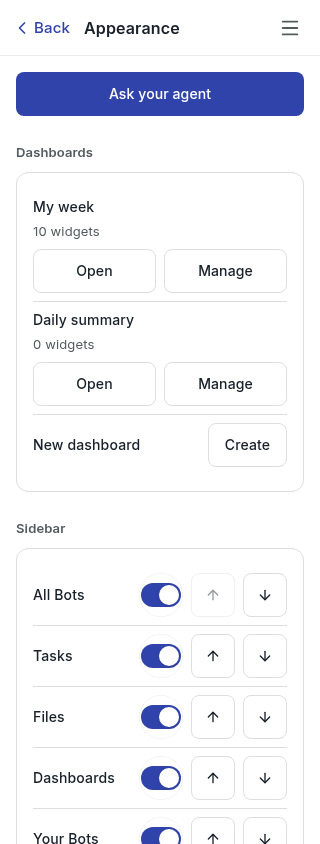 Back Appearance
Ask your agent
Dashboards
My week
10 widgets
Open Manage
Daily summary
0 widgets
Open Manage
New dashboard Create
Sidebar
All Bots
Tasks
Files
Dashboards
Your Bots